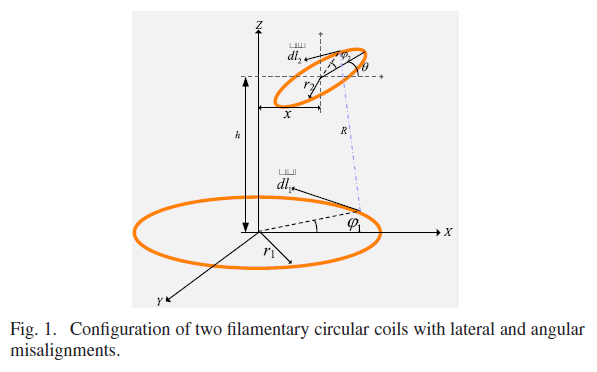 Z
dl₂
φ₂
θ
r₂
x
h
R
dl₁
φ₁
X
r₁
Y
Fig. 1. Configuration of two filamentary circular coils with lateral and angular
misalignments.